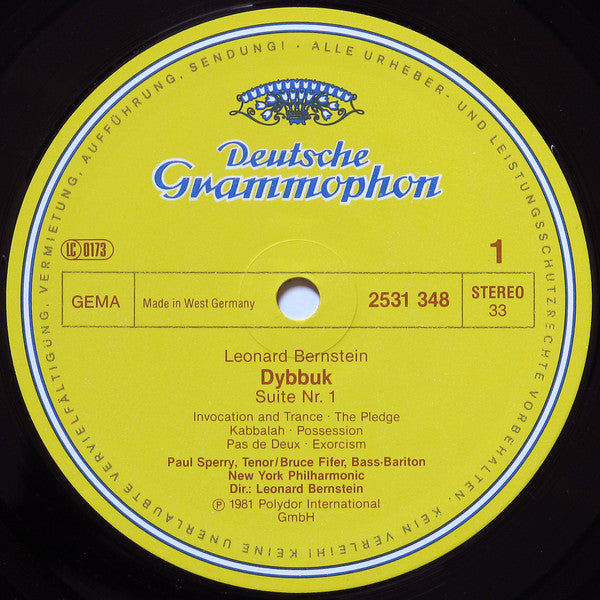 ALLE URHEBER- UND LEISTUNGSSCHUTZRECHTE VORBEHALTEN. KEIN VERLEIH! KEINE UNERLAUBTE VERVIELFÄLTIGUNG, VERMIETUNG, AUFFÜHRUNG, SENDUNG! ·
Deutsche
Grammophon
LC 0173
1
GEMA
Made in West Germany
2531 348
STEREO
33
Leonard Bernstein
Dybbuk
Suite Nr. 1
Invocation and Trance · The Pledge
Kabbalah · Possession
Pas de Deux · Exorcism
Paul Sperry, Tenor/Bruce Fifer, Bass-Bariton
New York Philharmonic
Dir.: Leonard Bernstein
Ⓟ 1981 Polydor International
GmbH